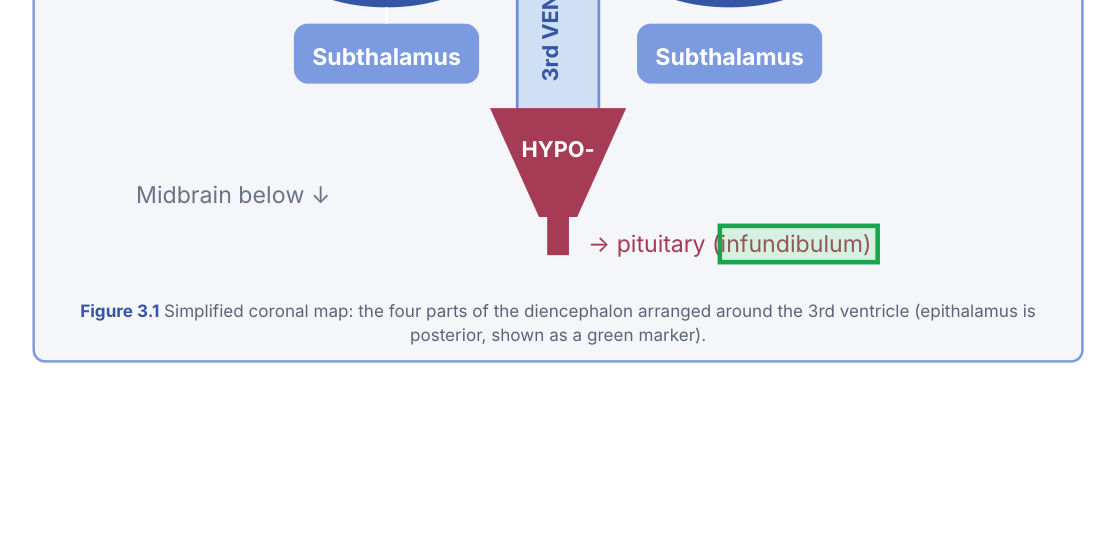 Subthalamus
3rd VEN
Subthalamus
HYPO-
Midbrain below ↓
→ pituitary (infundibulum)
Figure 3.1 Simplified coronal map: the four parts of the diencephalon arranged around the 3rd ventricle (epithalamus is
posterior, shown as a green marker).